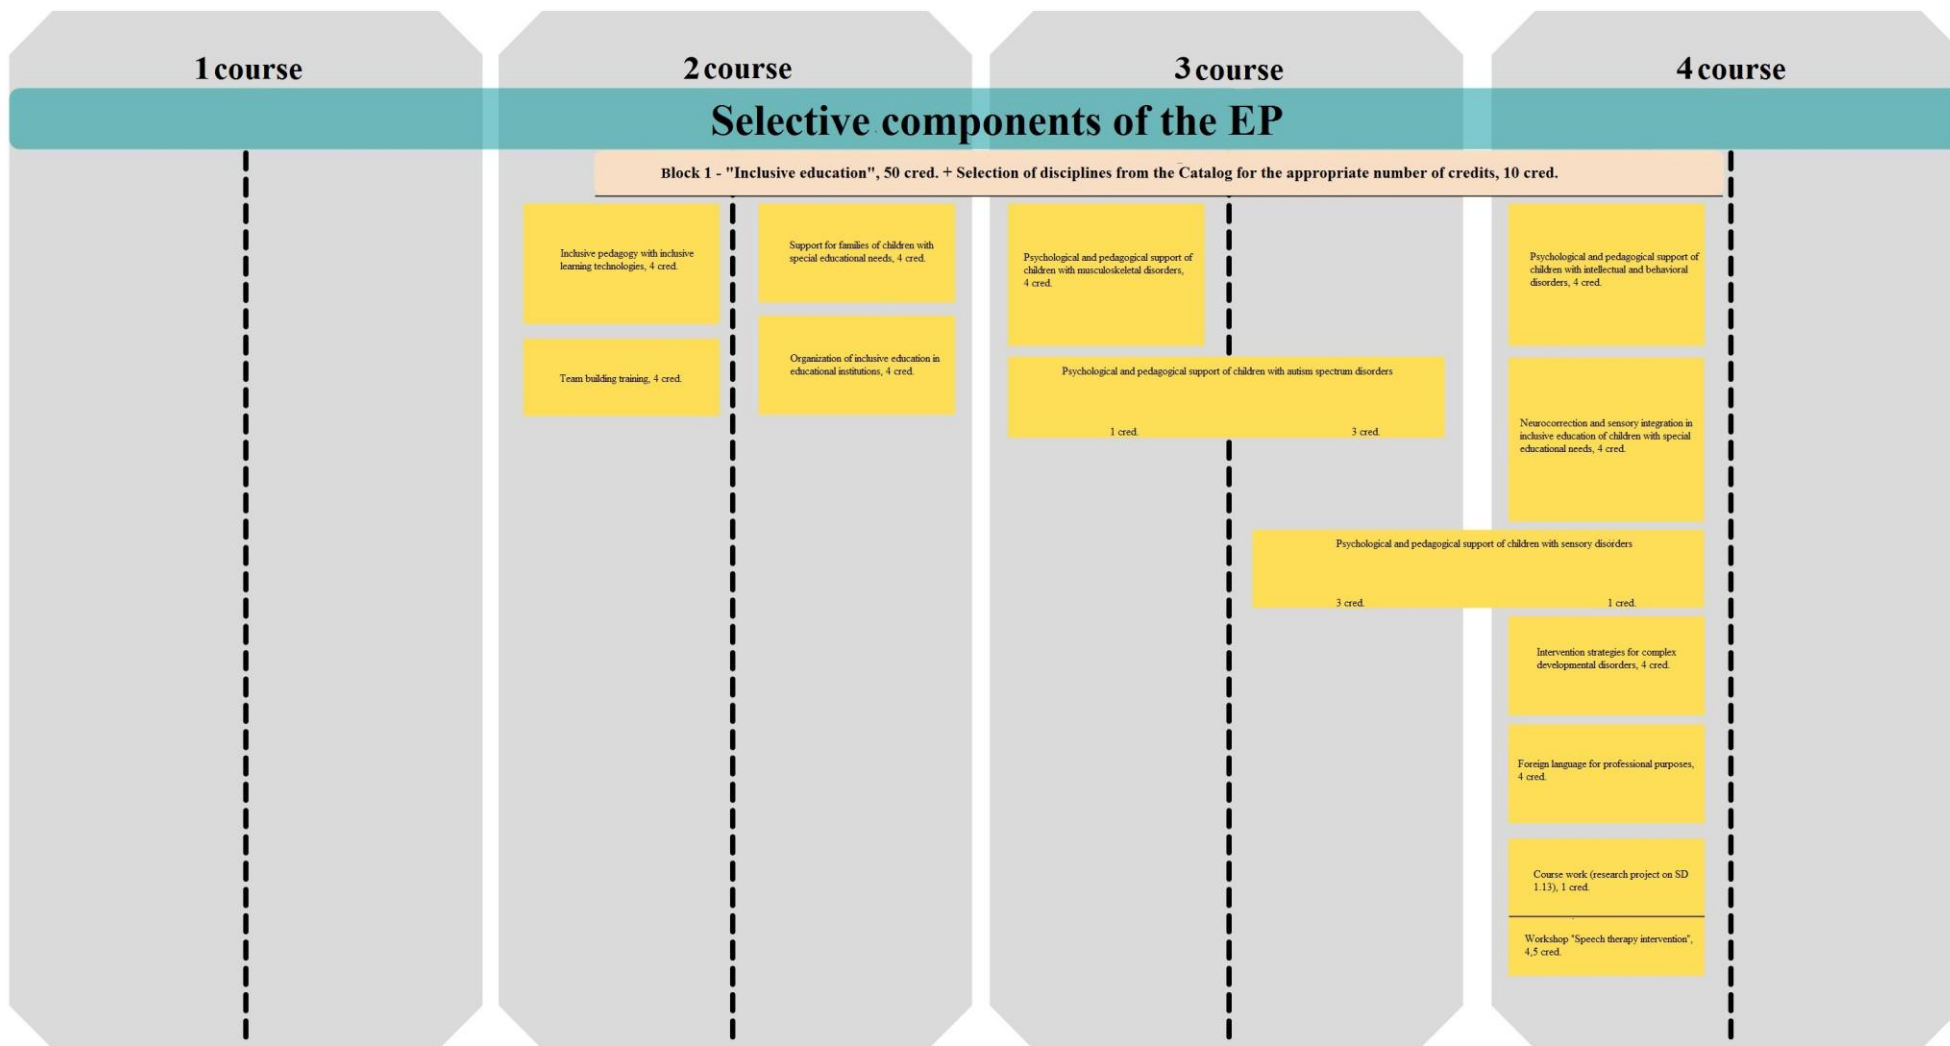 1 course
2 course
3 course
4 course
Selective components of the EP
Block 1 - "Inclusive education", 50 cred. + Selection of disciplines from the Catalog for the appropriate number of credits, 10 cred.
Inclusive pedagogy with inclusive
learning technologies, 4 cred.
Team building training, 4 cred.
Support for families of children with
special educational needs, 4 cred.
Organization of inclusive education in
educational institutions, 4 cred.
Psychological and pedagogical support of
children with musculoskeletal disorders,
4 cred.
Psychological and pedagogical support of children with autism spectrum disorders
1 cred.
3 cred.
Psychological and pedagogical support of children with sensory disorders
3 cred.
1 cred.
Psychological and pedagogical support of
children with intellectual and behavioral
disorders, 4 cred.
Neurocorrection and sensory integration in
inclusive education of children with special
educational needs, 4 cred.
Intervention strategies for complex
developmental disorders, 4 cred.
Foreign language for professional purposes,
4 cred.
Course work (research project on SD
1.13), 1 cred.
Workshop "Speech therapy intervention",
4,5 cred.